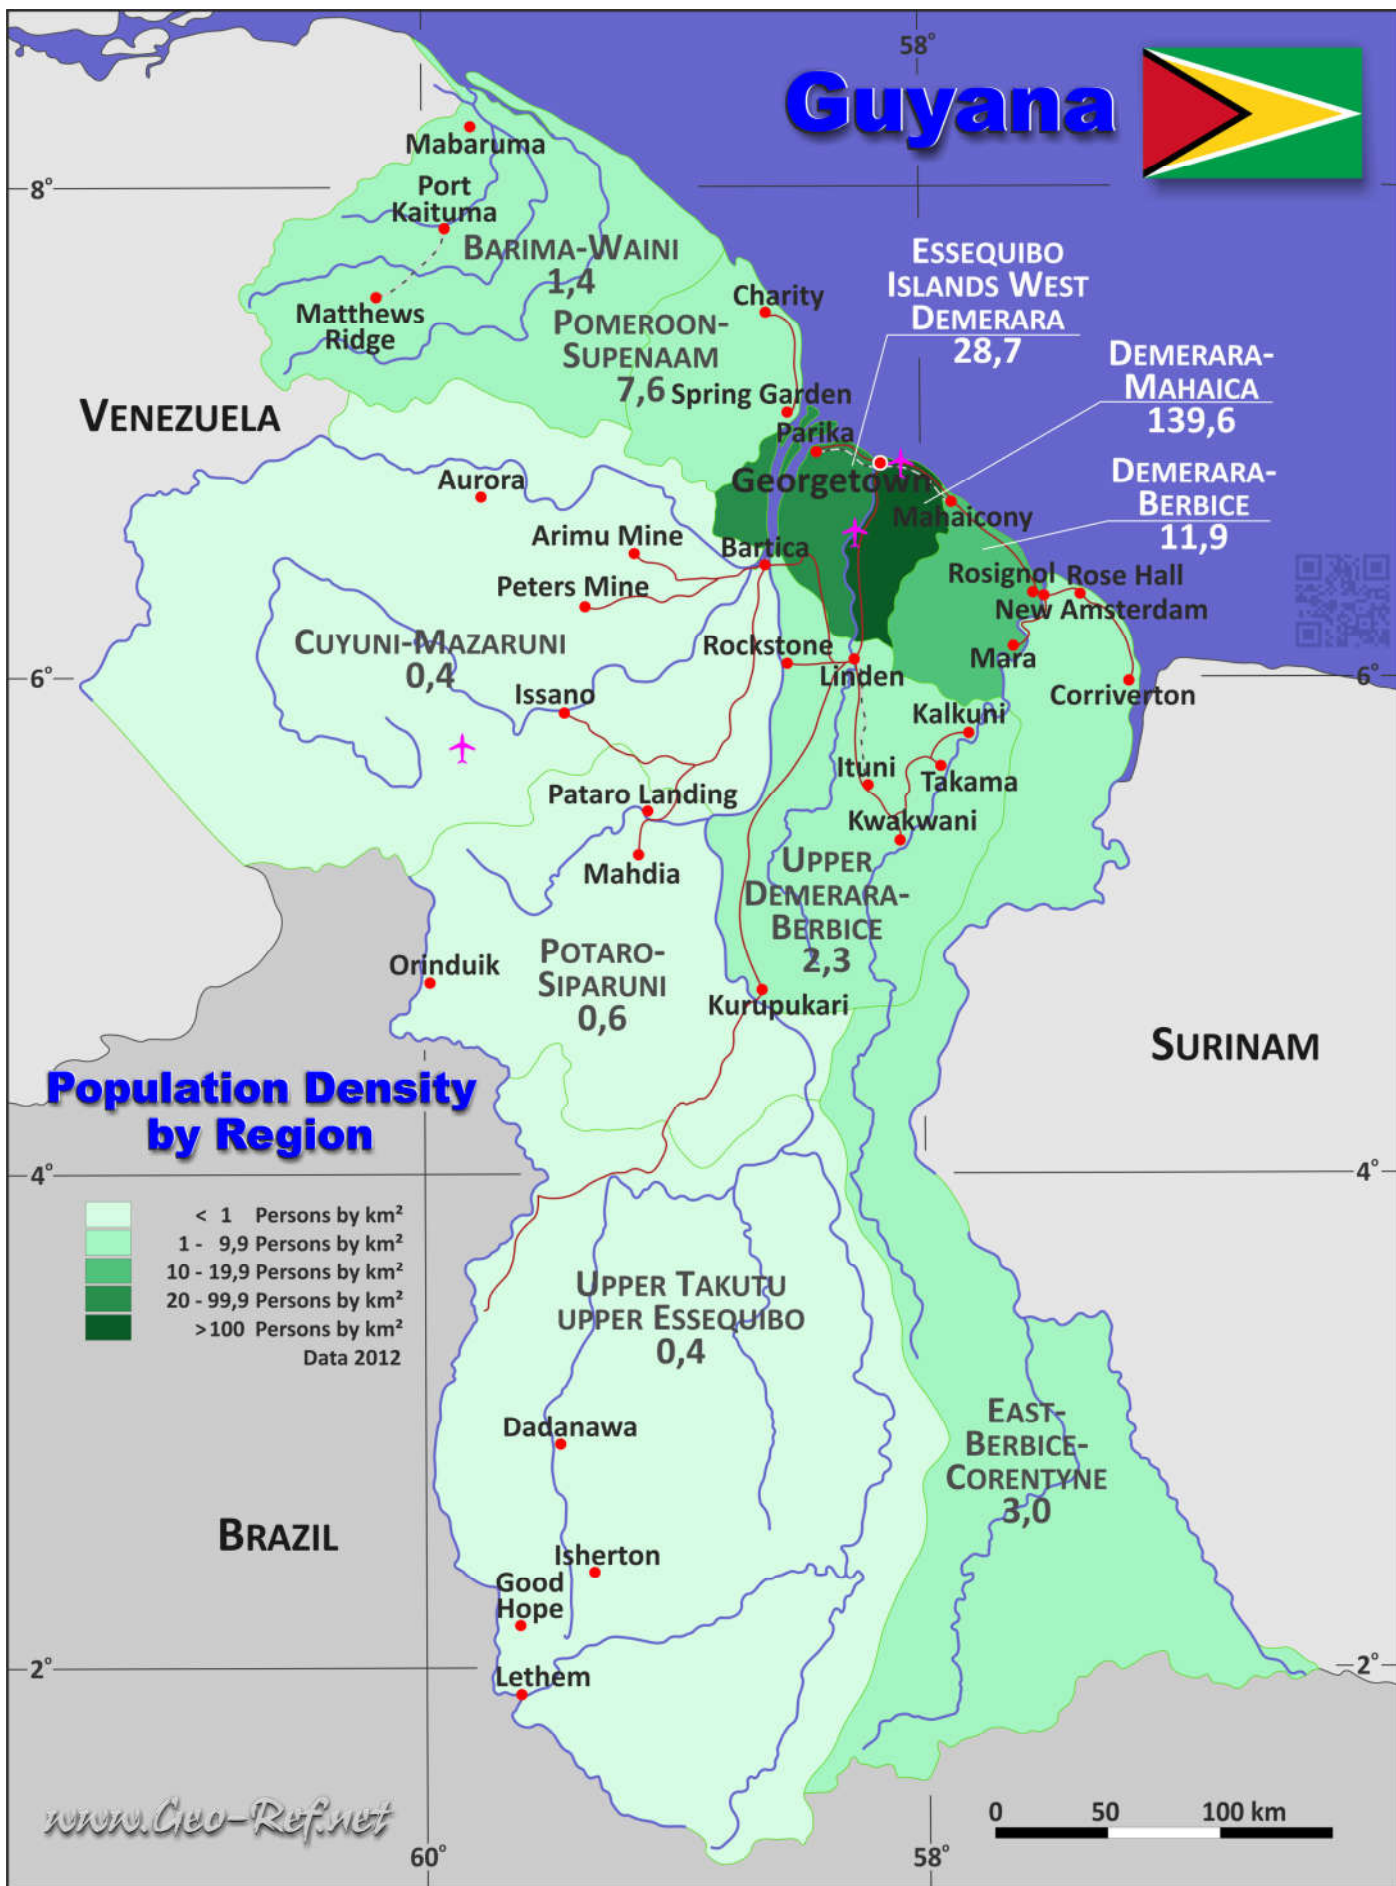 58°
Guyana
Mabaruma
8°
Port
Kaituma
BARIMA-WAINI
1,4
Matthews
Ridge
POMEROON-
SUPENAAM
7,6
Charity
Spring Garden
ESSEQUIBO
ISLANDS WEST
DEMERARA
28,7
DEMERARA-
MAHAICA
139,6
DEMERARA-
BERBICE
11,9
VENEZUELA
Parika
Georgetown
Mahaicony
Aurora
Arimu Mine
Bartica
Peters Mine
Rosignol
Rose Hall
New Amsterdam
CUYUNI-MAZARUNI
0,4
Rockstone
Linden
Mara
6°
6°
Issano
Corriverton
Kalkuni
Ituni
Takama
Pataro Landing
Kwakwani
Mahdia
UPPER
DEMERARA-
BERBICE
2,3
Orinduik
POTARO-
SIPARUNI
0,6
Kurupukari
SURINAM
Population Density
by Region
4°
4°
< 1 Persons by km²
1 - 9,9 Persons by km²
10 - 19,9 Persons by km²
20 - 99,9 Persons by km²
>100 Persons by km²
Data 2012
UPPER TAKUTU
UPPER ESSEQUIBO
0,4
Dadanawa
EAST-
BERBICE-
CORENTYNE
3,0
BRAZIL
Isherton
Good
Hope
Lethem
2°
2°
www.Geo-Ref.net
0 50 100 km
60°
58°